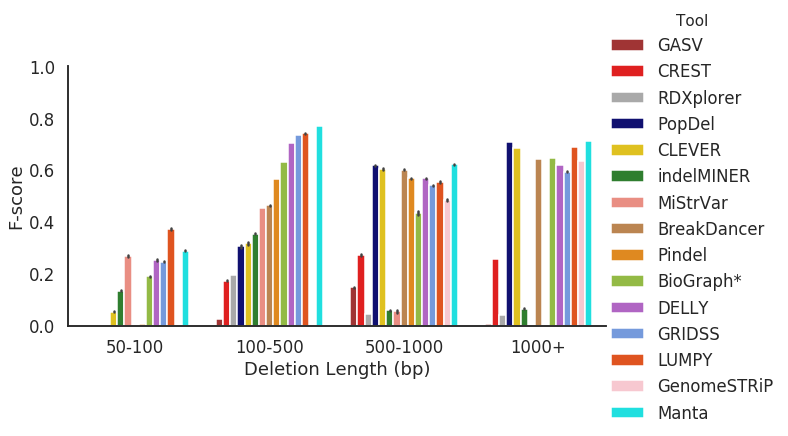 Tool
GASV
CREST
RDXplorer
PopDel
CLEVER
indelMINER
MiStrVar
BreakDancer
Pindel
BioGraph*
DELLY
GRIDSS
LUMPY
GenomeSTRiP
Manta
1.0
0.8
0.6
0.4
0.2
0.0
F-score
50-100 100-500 500-1000 1000+
Deletion Length (bp)